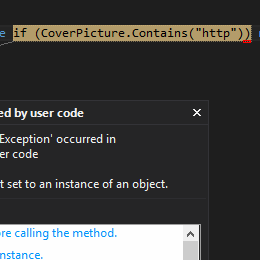 e if (CoverPicture.Contains("http"))
ed by user code
Exception' occurred in
er code
t set to an instance of an object.
ore calling the method.
nstance.